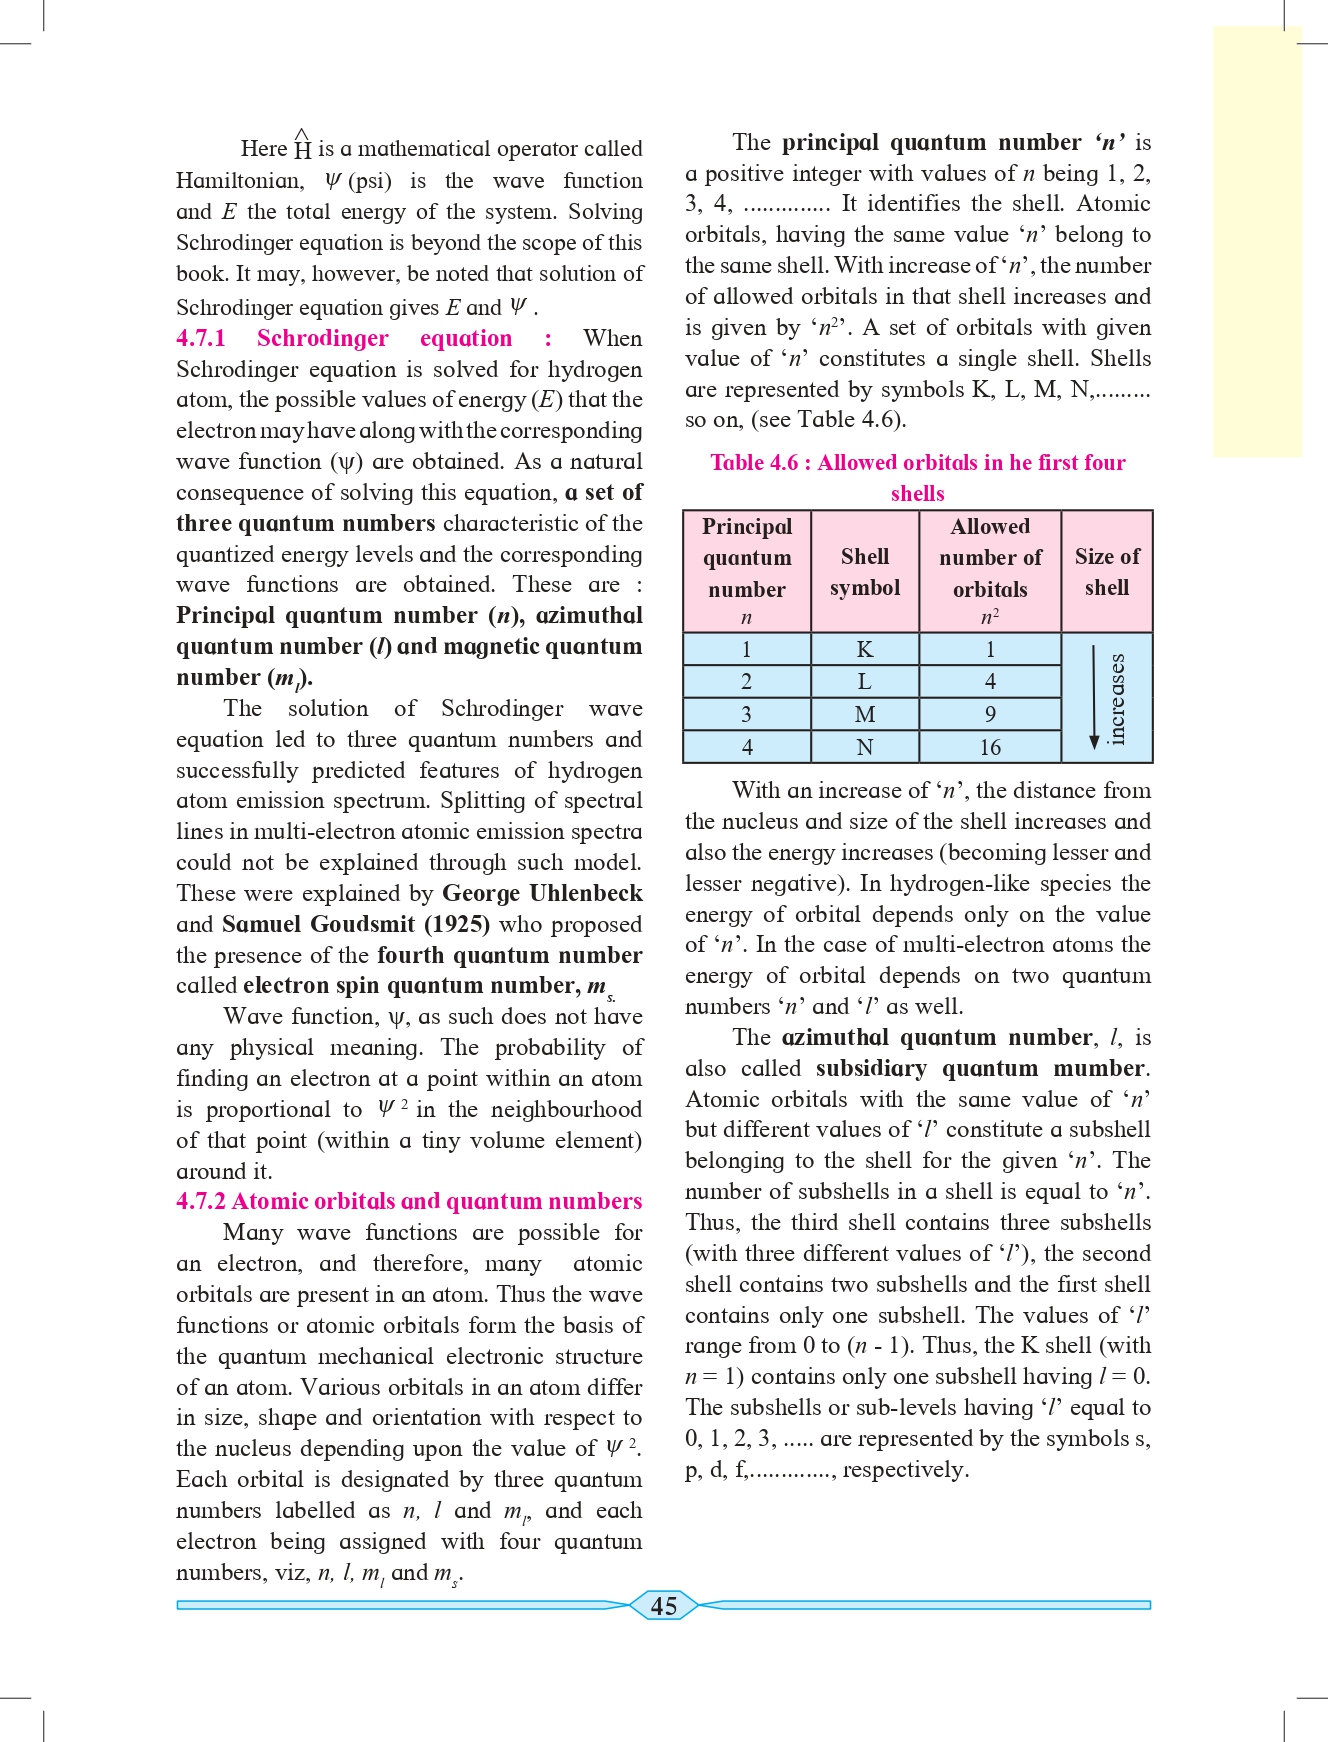 Here Ĥ is a mathematical operator called
Hamiltonian, ψ (psi) is the wave function
and E the total energy of the system. Solving
Schrodinger equation is beyond the scope of this
book. It may, however, be noted that solution of
Schrodinger equation gives E and ψ .
4.7.1 Schrodinger equation : When
Schrodinger equation is solved for hydrogen
atom, the possible values of energy (E) that the
electron may have along with the corresponding
wave function (ψ) are obtained. As a natural
consequence of solving this equation, a set of
three quantum numbers characteristic of the
quantized energy levels and the corresponding
wave functions are obtained. These are :
Principal quantum number (n), azimuthal
quantum number (l) and magnetic quantum
number (mₗ).
The solution of Schrodinger wave
equation led to three quantum numbers and
successfully predicted features of hydrogen
atom emission spectrum. Splitting of spectral
lines in multi-electron atomic emission spectra
could not be explained through such model.
These were explained by George Uhlenbeck
and Samuel Goudsmit (1925) who proposed
the presence of the fourth quantum number
called electron spin quantum number, mₛ.
Wave function, ψ, as such does not have
any physical meaning. The probability of
finding an electron at a point within an atom
is proportional to ψ ² in the neighbourhood
of that point (within a tiny volume element)
around it.
4.7.2 Atomic orbitals and quantum numbers
Many wave functions are possible for
an electron, and therefore, many atomic
orbitals are present in an atom. Thus the wave
functions or atomic orbitals form the basis of
the quantum mechanical electronic structure
of an atom. Various orbitals in an atom differ
in size, shape and orientation with respect to
the nucleus depending upon the value of ψ ².
Each orbital is designated by three quantum
numbers labelled as n, l and mₗ, and each
electron being assigned with four quantum
numbers, viz, n, l, mₗ and mₛ.
The principal quantum number ‘n’ is
a positive integer with values of n being 1, 2,
3, 4, .............. It identifies the shell. Atomic
orbitals, having the same value ‘n’ belong to
the same shell. With increase of ‘n’, the number
of allowed orbitals in that shell increases and
is given by ‘n²’. A set of orbitals with given
value of ‘n’ constitutes a single shell. Shells
are represented by symbols K, L, M, N,.........
so on, (see Table 4.6).
Table 4.6 : Allowed orbitals in he first four
shells
Principal quantum number n | Shell symbol | Allowed number of orbitals n² | Size of shell
1 K 1
2 L 4
3 M 9
4 N 16
increases
With an increase of ‘n’, the distance from
the nucleus and size of the shell increases and
also the energy increases (becoming lesser and
lesser negative). In hydrogen-like species the
energy of orbital depends only on the value
of ‘n’. In the case of multi-electron atoms the
energy of orbital depends on two quantum
numbers ‘n’ and ‘l’ as well.
The azimuthal quantum number, l, is
also called subsidiary quantum mumber.
Atomic orbitals with the same value of ‘n’
but different values of ‘l’ constitute a subshell
belonging to the shell for the given ‘n’. The
number of subshells in a shell is equal to ‘n’.
Thus, the third shell contains three subshells
(with three different values of ‘l’), the second
shell contains two subshells and the first shell
contains only one subshell. The values of ‘l’
range from 0 to (n - 1). Thus, the K shell (with
n = 1) contains only one subshell having l = 0.
The subshells or sub-levels having ‘l’ equal to
0, 1, 2, 3, ..... are represented by the symbols s,
p, d, f,............., respectively.
45